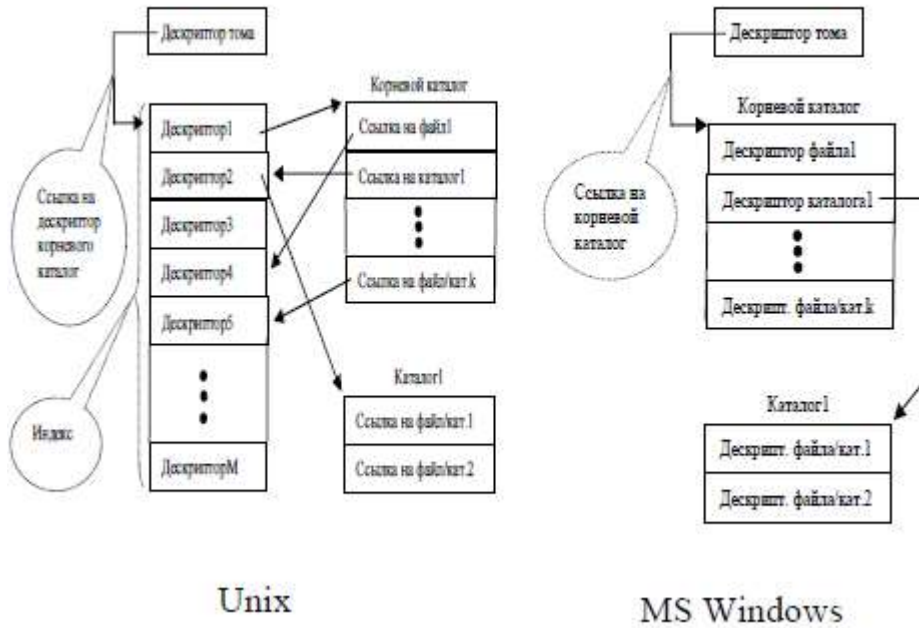 Дескриптор тома
Корневой каталог
Дескриптор1
Дескриптор2
Дескриптор3
Дескриптор4
Дескриптор5
ДескрипторM
Ссылка на файл1
Ссылка на каталог1
Ссылка на файл/кат.k
Ссылка на
дескриптор
корневого
каталог
Индекс
Каталог1
Ссылка на файл/кат.1
Ссылка на файл/кат.2
Unix
Дескриптор тома
Корневой каталог
Дескриптор файла1
Дескриптор каталога1
Дескрипт. файла/кат.k
Ссылка на
корневой
каталог
Каталог1
Дескрипт. файла/кат.1
Дескрипт. файла/кат.2
MS Windows